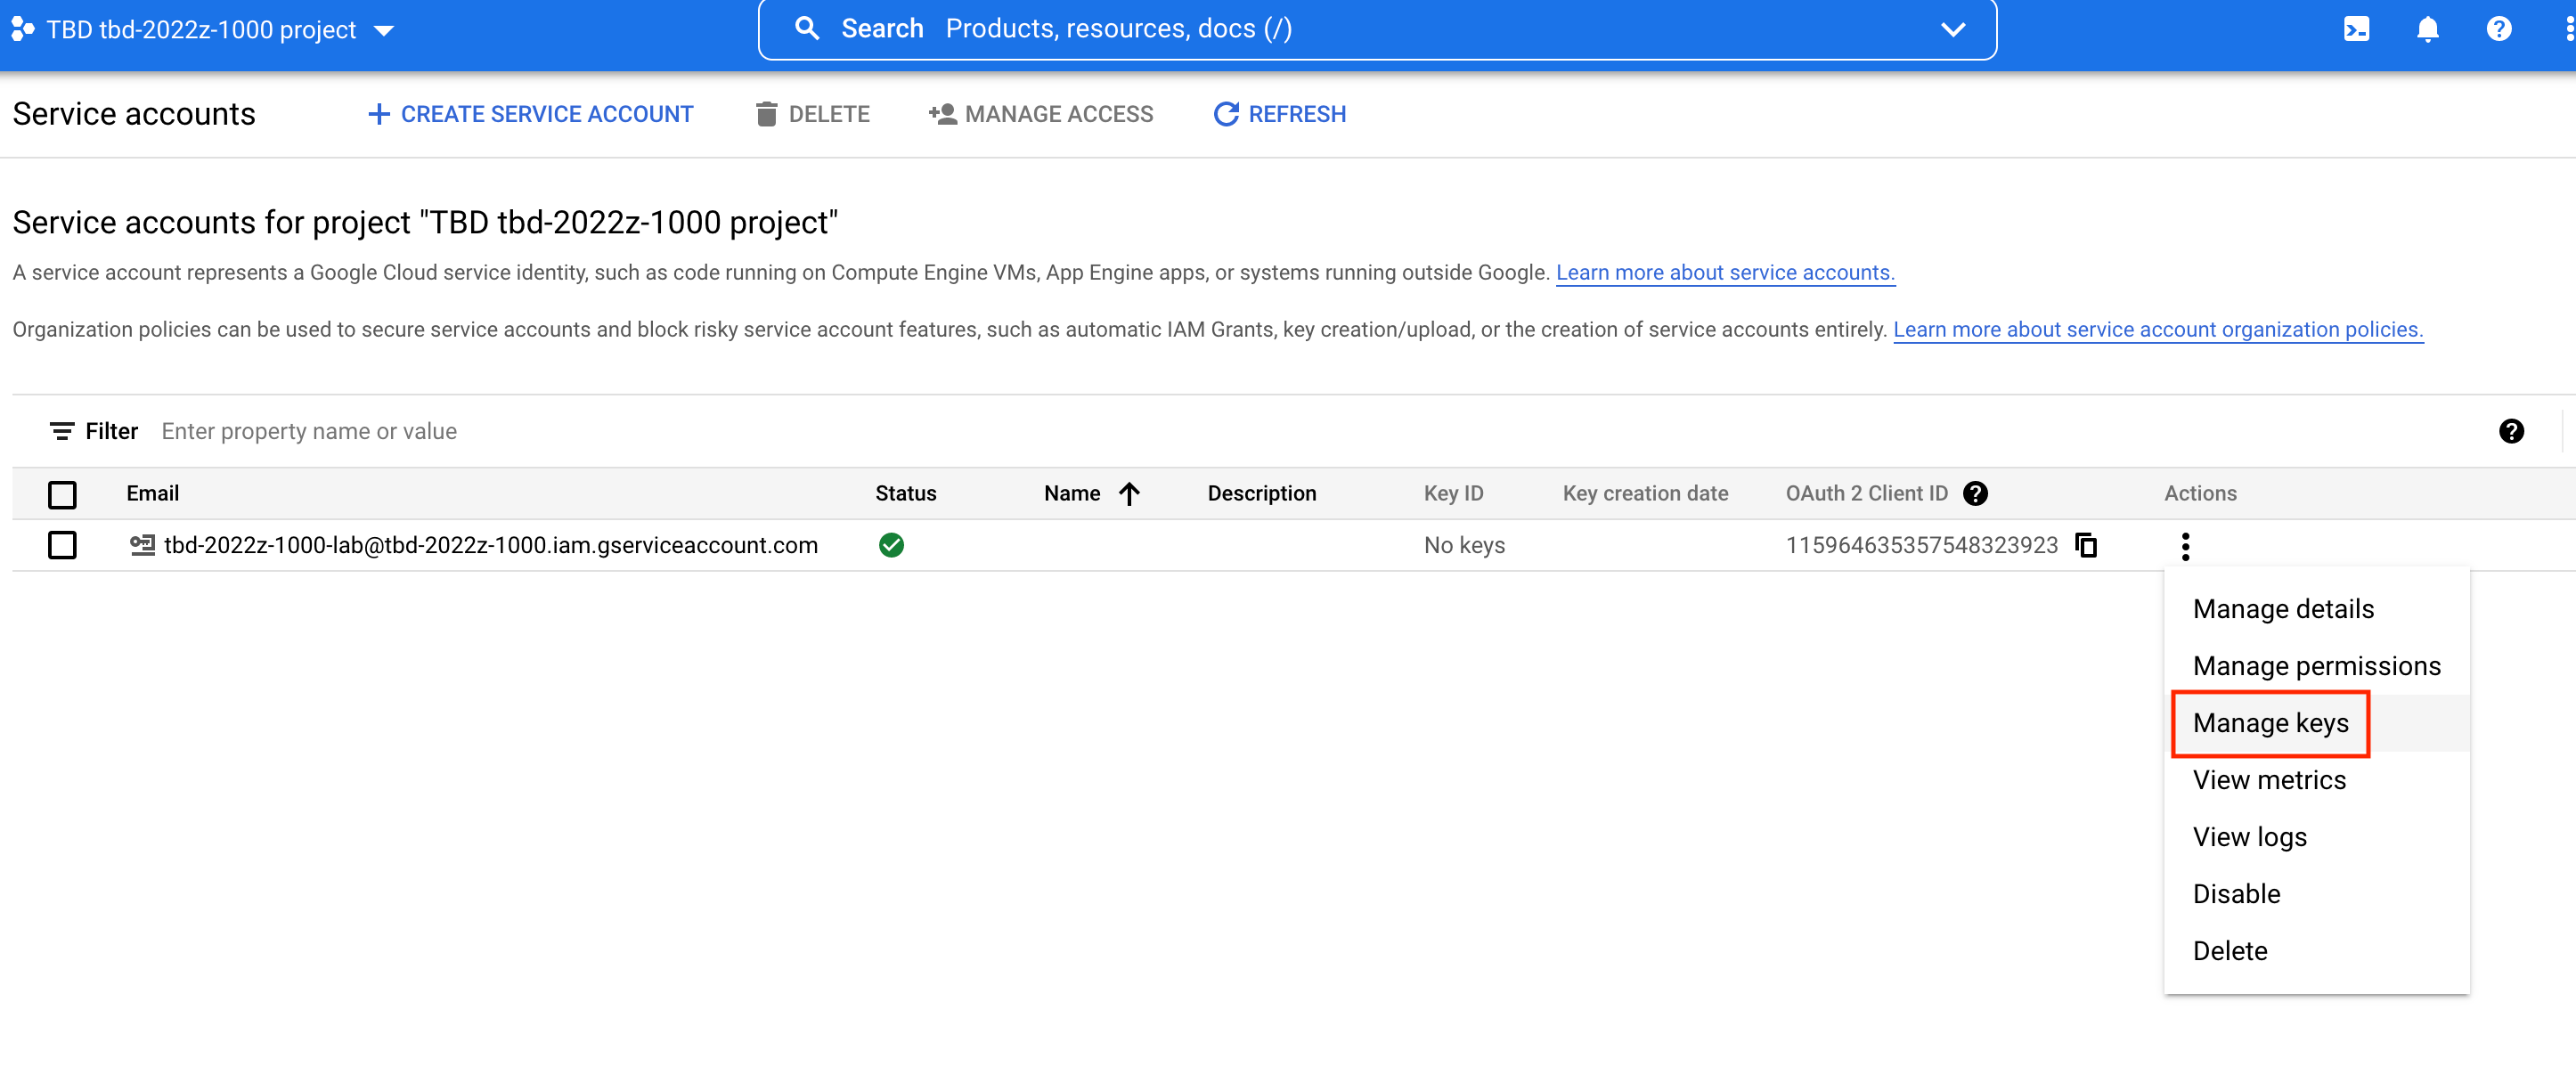 TBD tbd-2022z-1000 project
Search Products, resources, docs (/)
Service accounts
CREATE SERVICE ACCOUNT
DELETE
MANAGE ACCESS
REFRESH
Service accounts for project "TBD tbd-2022z-1000 project"
A service account represents a Google Cloud service identity, such as code running on Compute Engine VMs, App Engine apps, or systems running outside Google. Learn more about service accounts.
Organization policies can be used to secure service accounts and block risky service account features, such as automatic IAM Grants, key creation/upload, or the creation of service accounts entirely. Learn more about service account organization policies.
Filter Enter property name or value
Email Status Name Description Key ID Key creation date OAuth 2 Client ID Actions
tbd-2022z-1000-lab@tbd-2022z-1000.iam.gserviceaccount.com No keys 115964635357548323923
Manage details
Manage permissions
Manage keys
View metrics
View logs
Disable
Delete